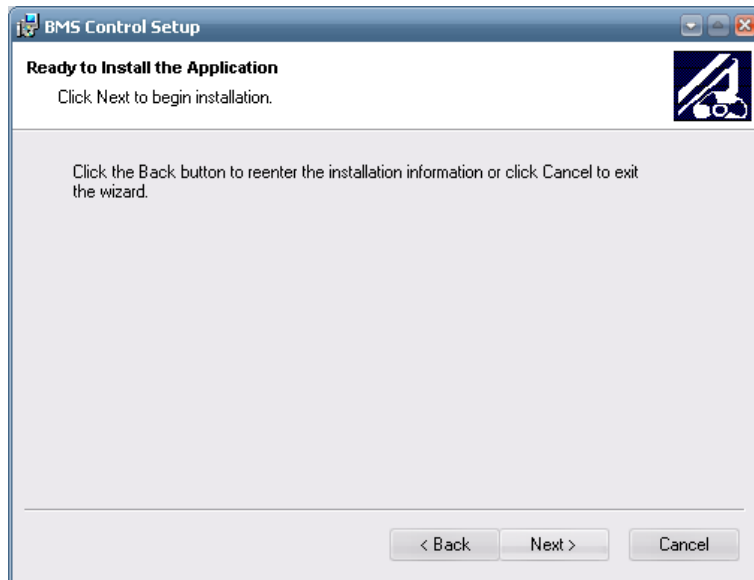 BMS Control Setup
Ready to Install the Application
Click Next to begin installation.
Click the Back button to reenter the installation information or click Cancel to exit
the wizard.
< Back Next > Cancel